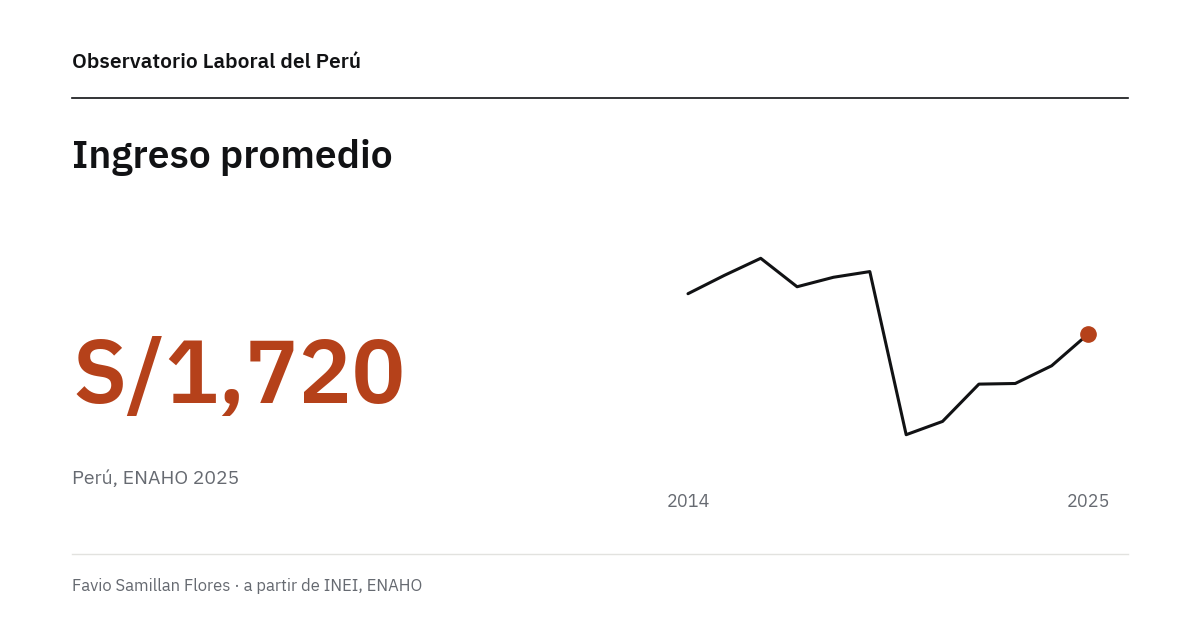 Observatorio Laboral del Perú
Ingreso promedio
S/1,720
Perú, ENAHO 2025
2014
2025
Favio Samillan Flores · a partir de INEI, ENAHO